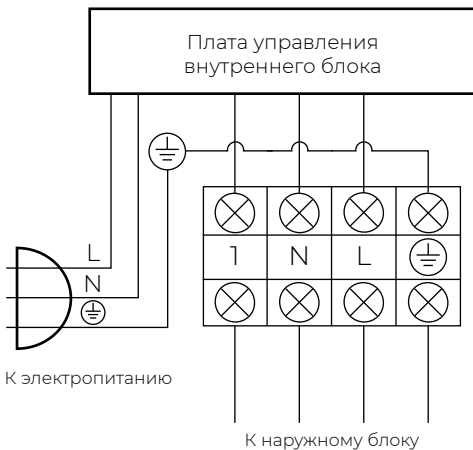 Плата управления
внутреннего блока
L
N
1 N L
К электропитанию
К наружному блоку